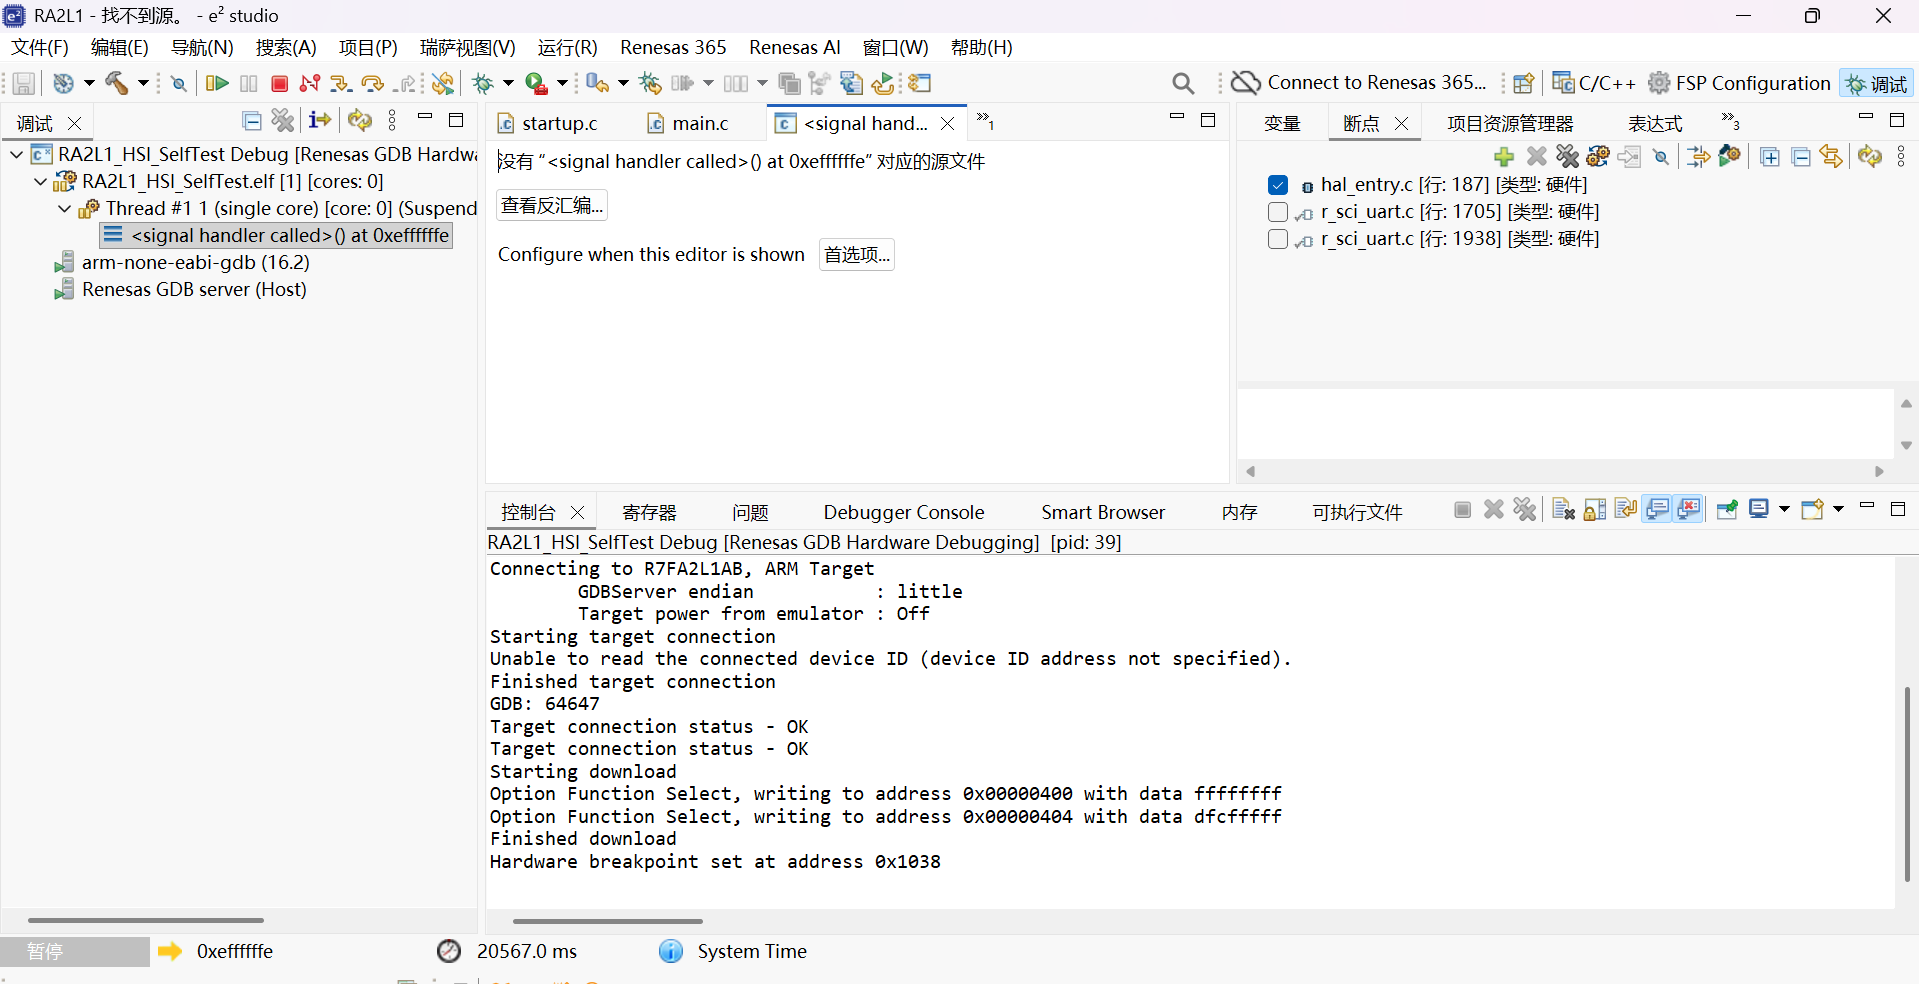 RA2L1 - 找不到源。 - e² studio
文件(F) 编辑(E) 导航(N) 搜索(A) 项目(P) 瑞萨视图(V) 运行(R) Renesas 365 Renesas AI 窗口(W) 帮助(H)
Connect to Renesas 365... C/C++ FSP Configuration 调试
调试
RA2L1_HSI_SelfTest Debug [Renesas GDB Hardwa
RA2L1_HSI_SelfTest.elf [1] [cores: 0]
Thread #1 1 (single core) [core: 0] (Suspend
<signal handler called>() at 0xeffffffe
arm-none-eabi-gdb (16.2)
Renesas GDB server (Host)
startup.c main.c <signal hand... »1
没有 “<signal handler called>() at 0xeffffffe” 对应的源文件
查看反汇编...
Configure when this editor is shown 首选项...
变量 断点 项目资源管理器 表达式 »3
hal_entry.c [行: 187] [类型: 硬件]
r_sci_uart.c [行: 1705] [类型: 硬件]
r_sci_uart.c [行: 1938] [类型: 硬件]
控制台 寄存器 问题 Debugger Console Smart Browser 内存 可执行文件
RA2L1_HSI_SelfTest Debug [Renesas GDB Hardware Debugging] [pid: 39]
Connecting to R7FA2L1AB, ARM Target
GDBServer endian : little
Target power from emulator : Off
Starting target connection
Unable to read the connected device ID (device ID address not specified).
Finished target connection
GDB: 64647
Target connection status - OK
Target connection status - OK
Starting download
Option Function Select, writing to address 0x00000400 with data ffffffff
Option Function Select, writing to address 0x00000404 with data dfcfffff
Finished download
Hardware breakpoint set at address 0x1038
暂停 0xeffffffe 20567.0 ms System Time